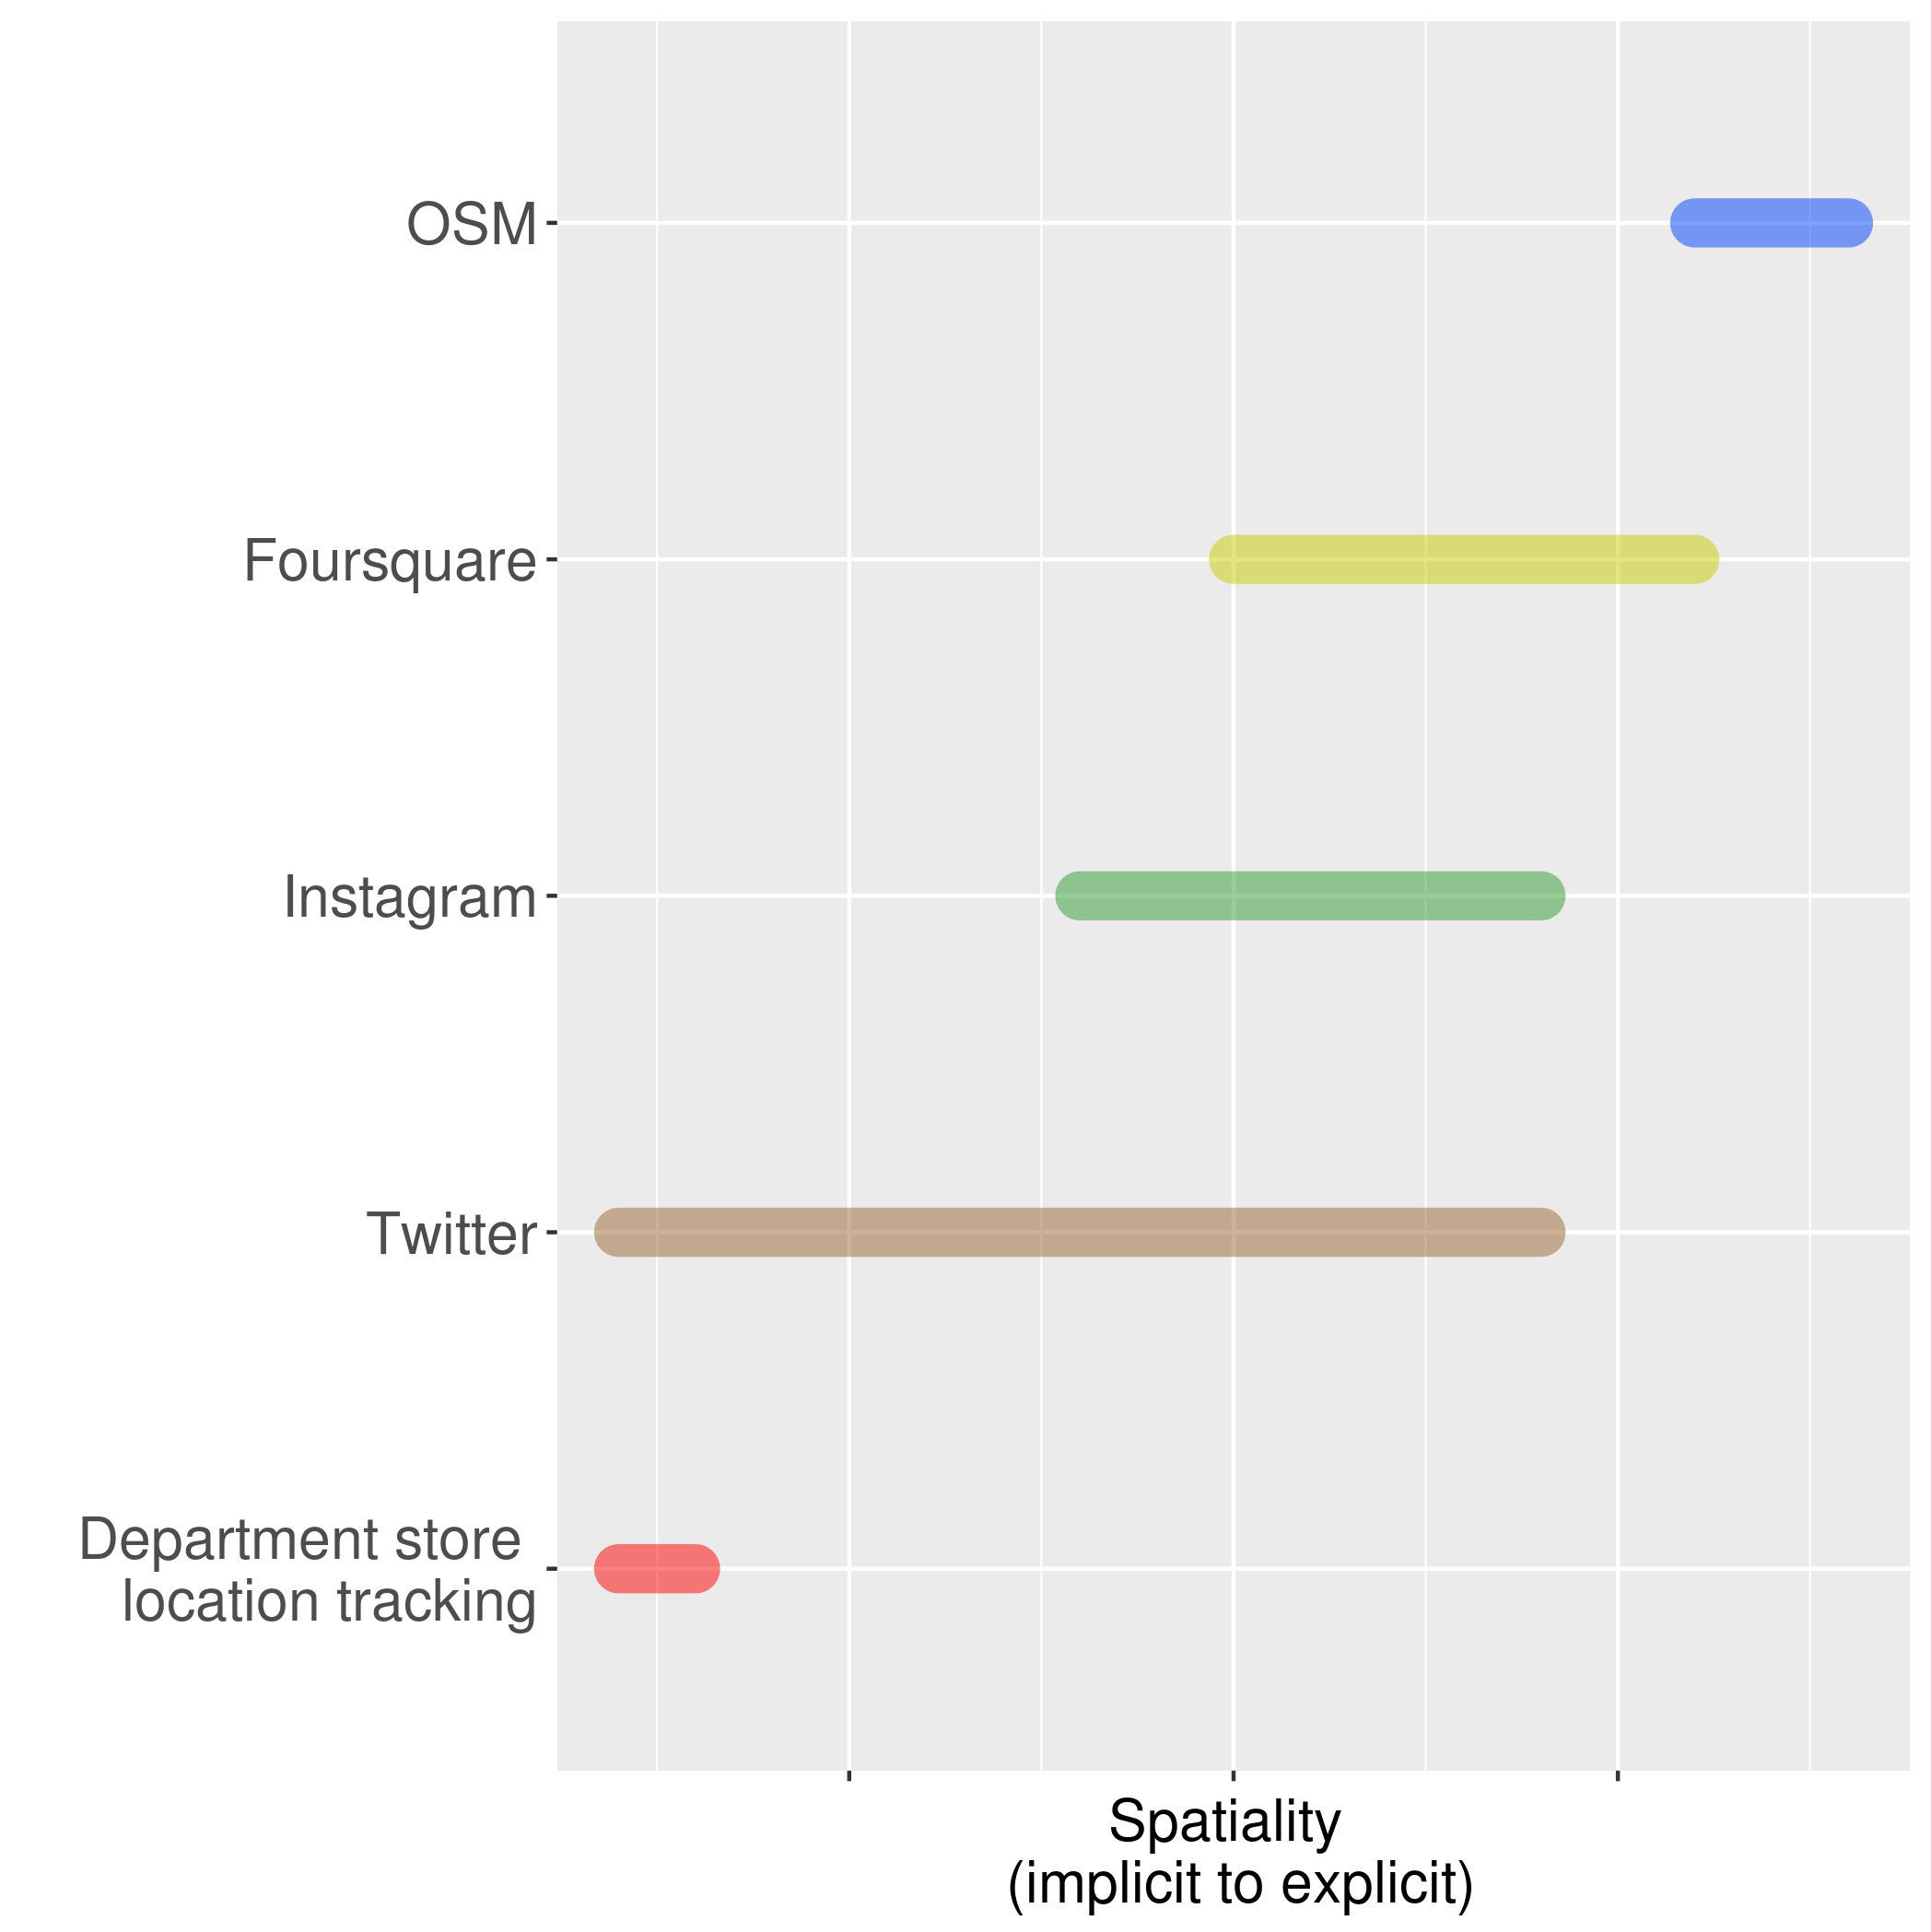 OSM
Foursquare
Instagram
Twitter
Department store
location tracking
Spatiality
(implicit to explicit)